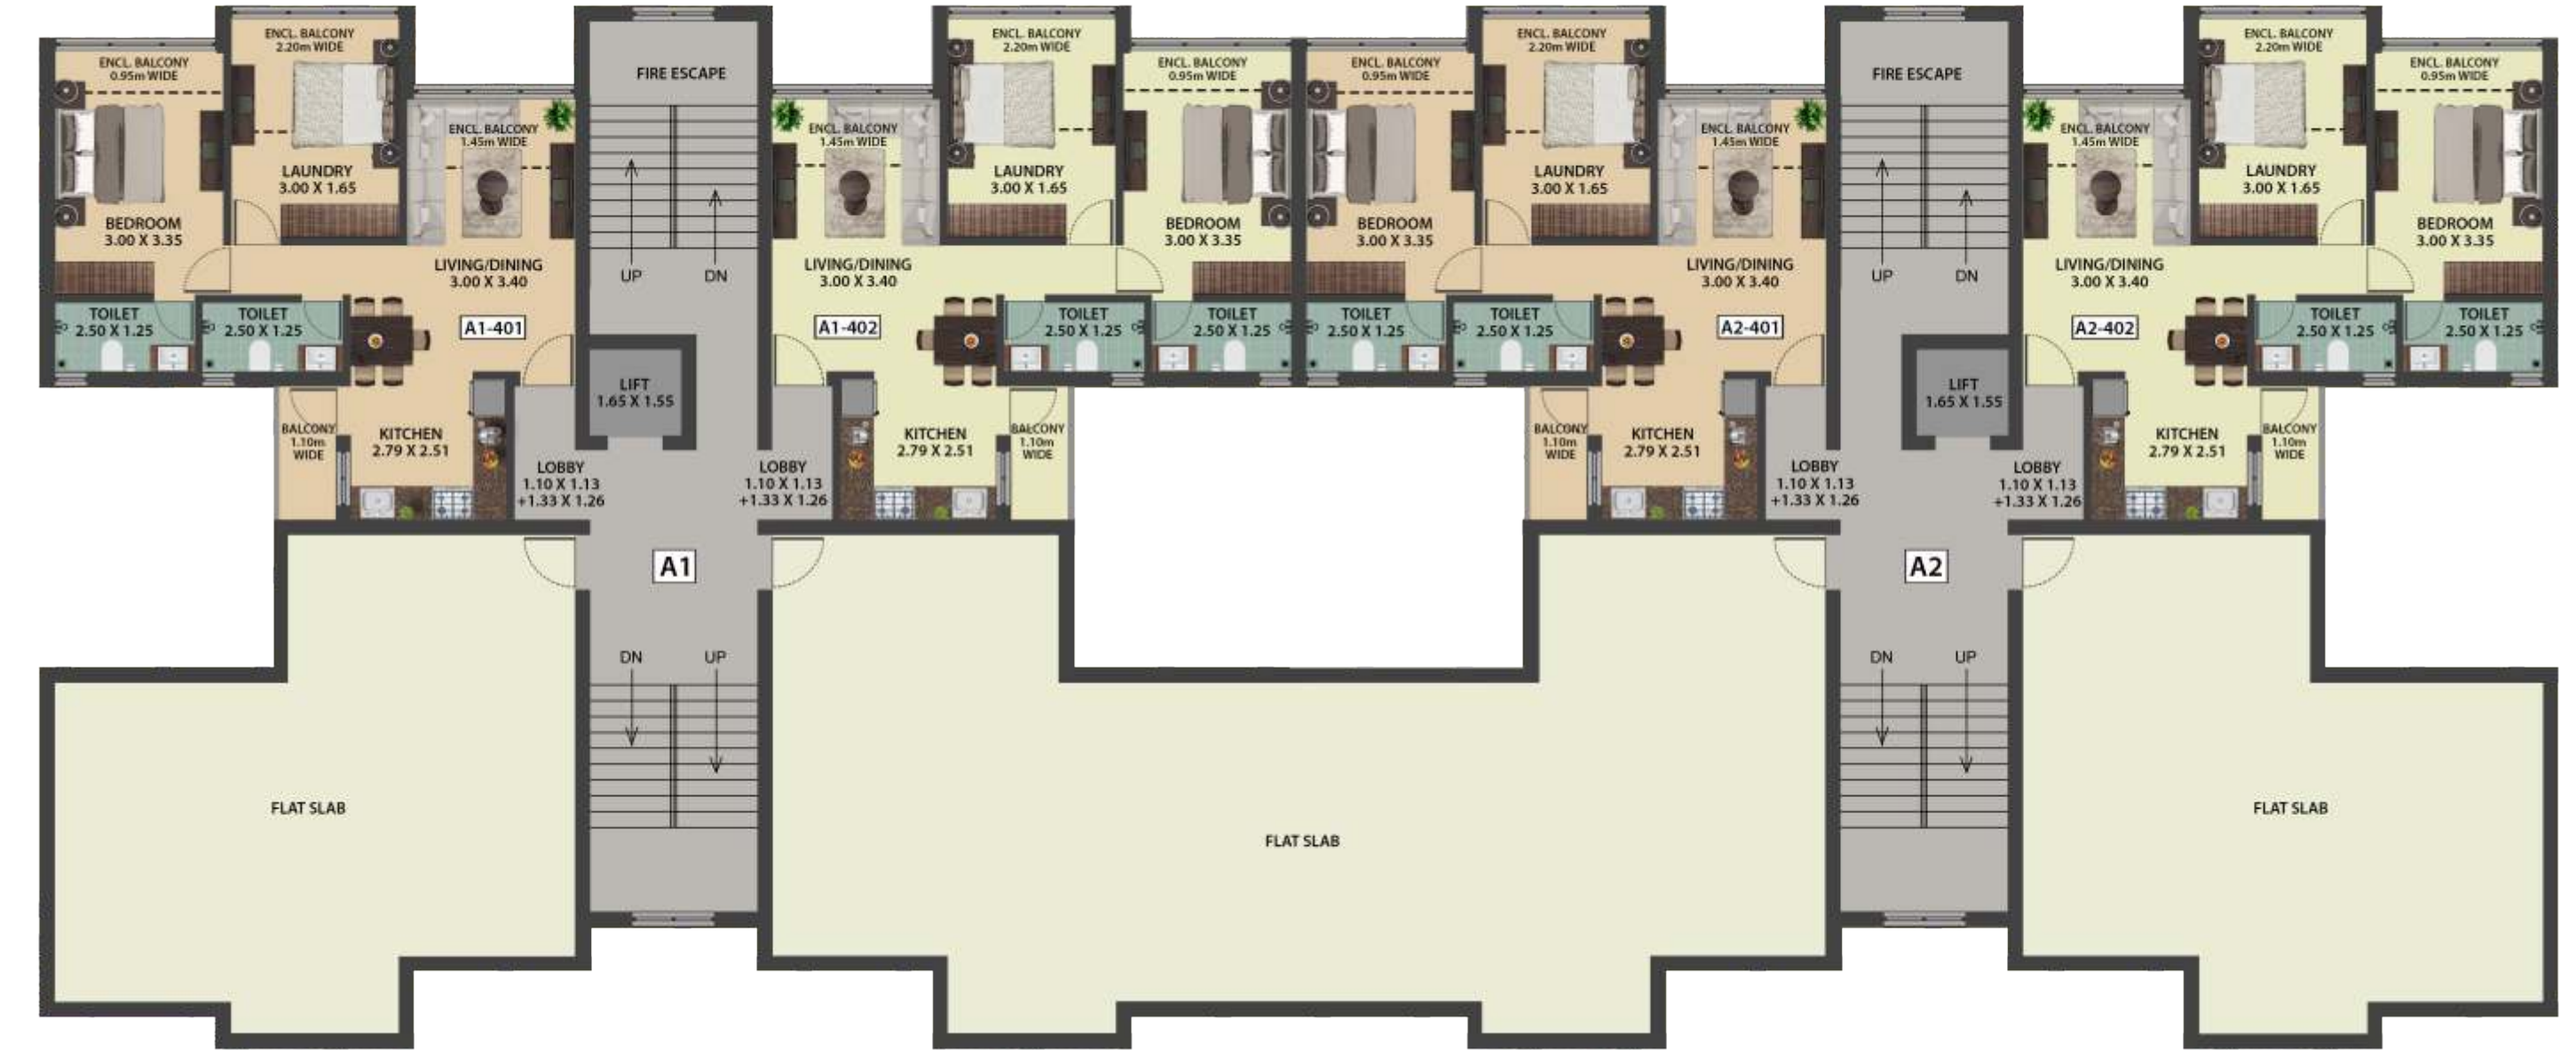 ENCL. BALCONY
0.95m WIDE
BEDROOM
3.00 X 3.35
ENCL. BALCONY
2.20m WIDE
LAUNDRY
3.00 X 1.65
ENCL. BALCONY
1.45m WIDE
LIVING/DINING
3.00 X 3.40
A1-401
TOILET
2.50 X 1.25
TOILET
2.50 X 1.25
BALCONY
1.10m
WIDE
KITCHEN
2.79 X 2.51
LOBBY
1.10 X 1.13
+1.33 X 1.26
FIRE ESCAPE
UP
DN
LIFT
1.65 X 1.55
A1
DN
UP
ENCL. BALCONY
1.45m WIDE
LIVING/DINING
3.00 X 3.40
A1-402
ENCL. BALCONY
2.20m WIDE
LAUNDRY
3.00 X 1.65
ENCL. BALCONY
0.95m WIDE
BEDROOM
3.00 X 3.35
TOILET
2.50 X 1.25
TOILET
2.50 X 1.25
LOBBY
1.10 X 1.13
+1.33 X 1.26
KITCHEN
2.79 X 2.51
BALCONY
1.10m
WIDE
ENCL. BALCONY
0.95m WIDE
BEDROOM
3.00 X 3.35
ENCL. BALCONY
2.20m WIDE
LAUNDRY
3.00 X 1.65
ENCL. BALCONY
1.45m WIDE
LIVING/DINING
3.00 X 3.40
A2-401
TOILET
2.50 X 1.25
TOILET
2.50 X 1.25
BALCONY
1.10m
WIDE
KITCHEN
2.79 X 2.51
LOBBY
1.10 X 1.13
+1.33 X 1.26
FIRE ESCAPE
UP
DN
LIFT
1.65 X 1.55
A2
DN
UP
ENCL. BALCONY
1.45m WIDE
LIVING/DINING
3.00 X 3.40
A2-402
ENCL. BALCONY
2.20m WIDE
LAUNDRY
3.00 X 1.65
ENCL. BALCONY
0.95m WIDE
BEDROOM
3.00 X 3.35
TOILET
2.50 X 1.25
TOILET
2.50 X 1.25
LOBBY
1.10 X 1.13
+1.33 X 1.26
KITCHEN
2.79 X 2.51
BALCONY
1.10m
WIDE
FLAT SLAB
FLAT SLAB
FLAT SLAB